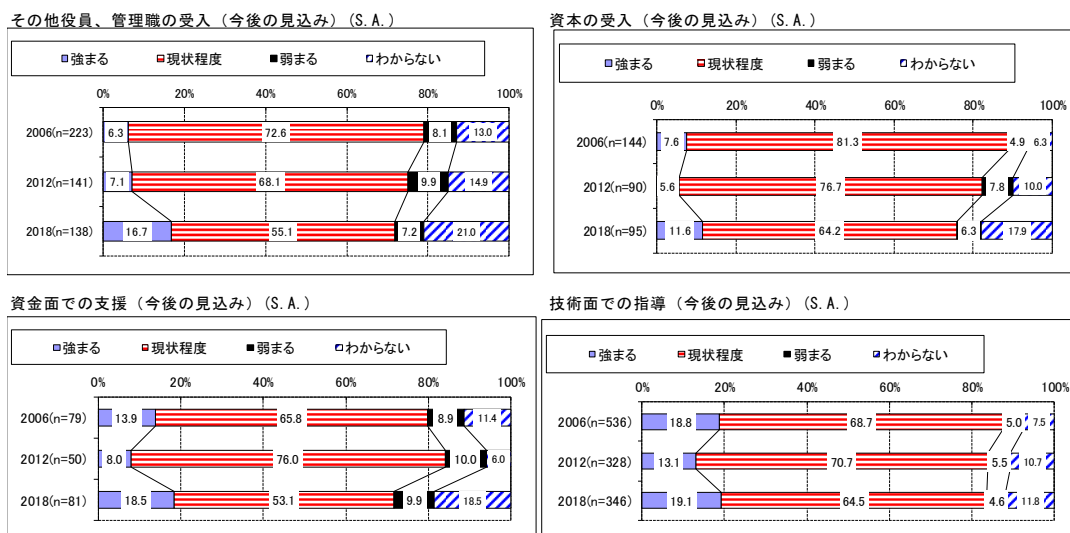 その他役員、管理職の受入（今後の見込み）(S.A.)
強まる 現状程度 弱まる わからない
0% 20% 40% 60% 80% 100%
2006(n=223) 6.3 72.6 8.1 13.0
2012(n=141) 7.1 68.1 9.9 14.9
2018(n=138) 16.7 55.1 7.2 21.0
資本の受入（今後の見込み）(S.A.)
強まる 現状程度 弱まる わからない
0% 20% 40% 60% 80% 100%
2006(n=144) 7.6 81.3 4.9 6.3
2012(n=90) 5.6 76.7 7.8 10.0
2018(n=95) 11.6 64.2 6.3 17.9
資金面での支援（今後の見込み）(S.A.)
強まる 現状程度 弱まる わからない
0% 20% 40% 60% 80% 100%
2006(n=79) 13.9 65.8 8.9 11.4
2012(n=50) 8.0 76.0 10.0 6.0
2018(n=81) 18.5 53.1 9.9 18.5
技術面での指導（今後の見込み）(S.A.)
強まる 現状程度 弱まる わからない
0% 20% 40% 60% 80% 100%
2006(n=536) 18.8 68.7 5.0 7.5
2012(n=328) 13.1 70.7 5.5 10.7
2018(n=346) 19.1 64.5 4.6 11.8